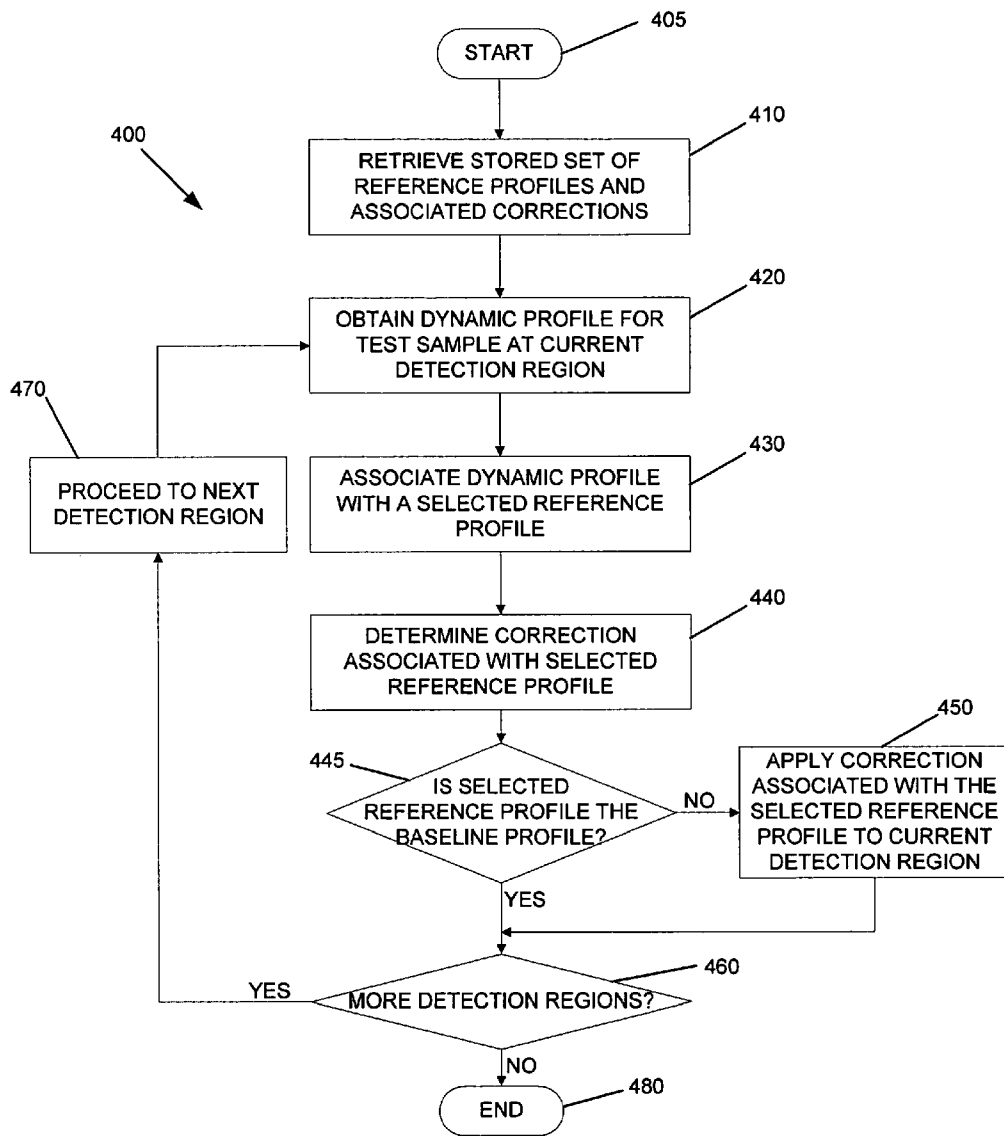 405
START
410
400
RETRIEVE STORED SET OF
REFERENCE PROFILES AND
ASSOCIATED CORRECTIONS
420
OBTAIN DYNAMIC PROFILE FOR
TEST SAMPLE AT CURRENT
DETECTION REGION
470
430
PROCEED TO NEXT
DETECTION REGION
ASSOCIATE DYNAMIC PROFILE
WITH A SELECTED REFERENCE
PROFILE
440
DETERMINE CORRECTION
ASSOCIATED WITH SELECTED
REFERENCE PROFILE
450
445
IS SELECTED
REFERENCE PROFILE THE
BASELINE PROFILE?
NO
APPLY CORRECTION
ASSOCIATED WITH THE
SELECTED REFERENCE
PROFILE TO CURRENT
DETECTION REGION
YES
460
YES
MORE DETECTION REGIONS?
NO
480
END